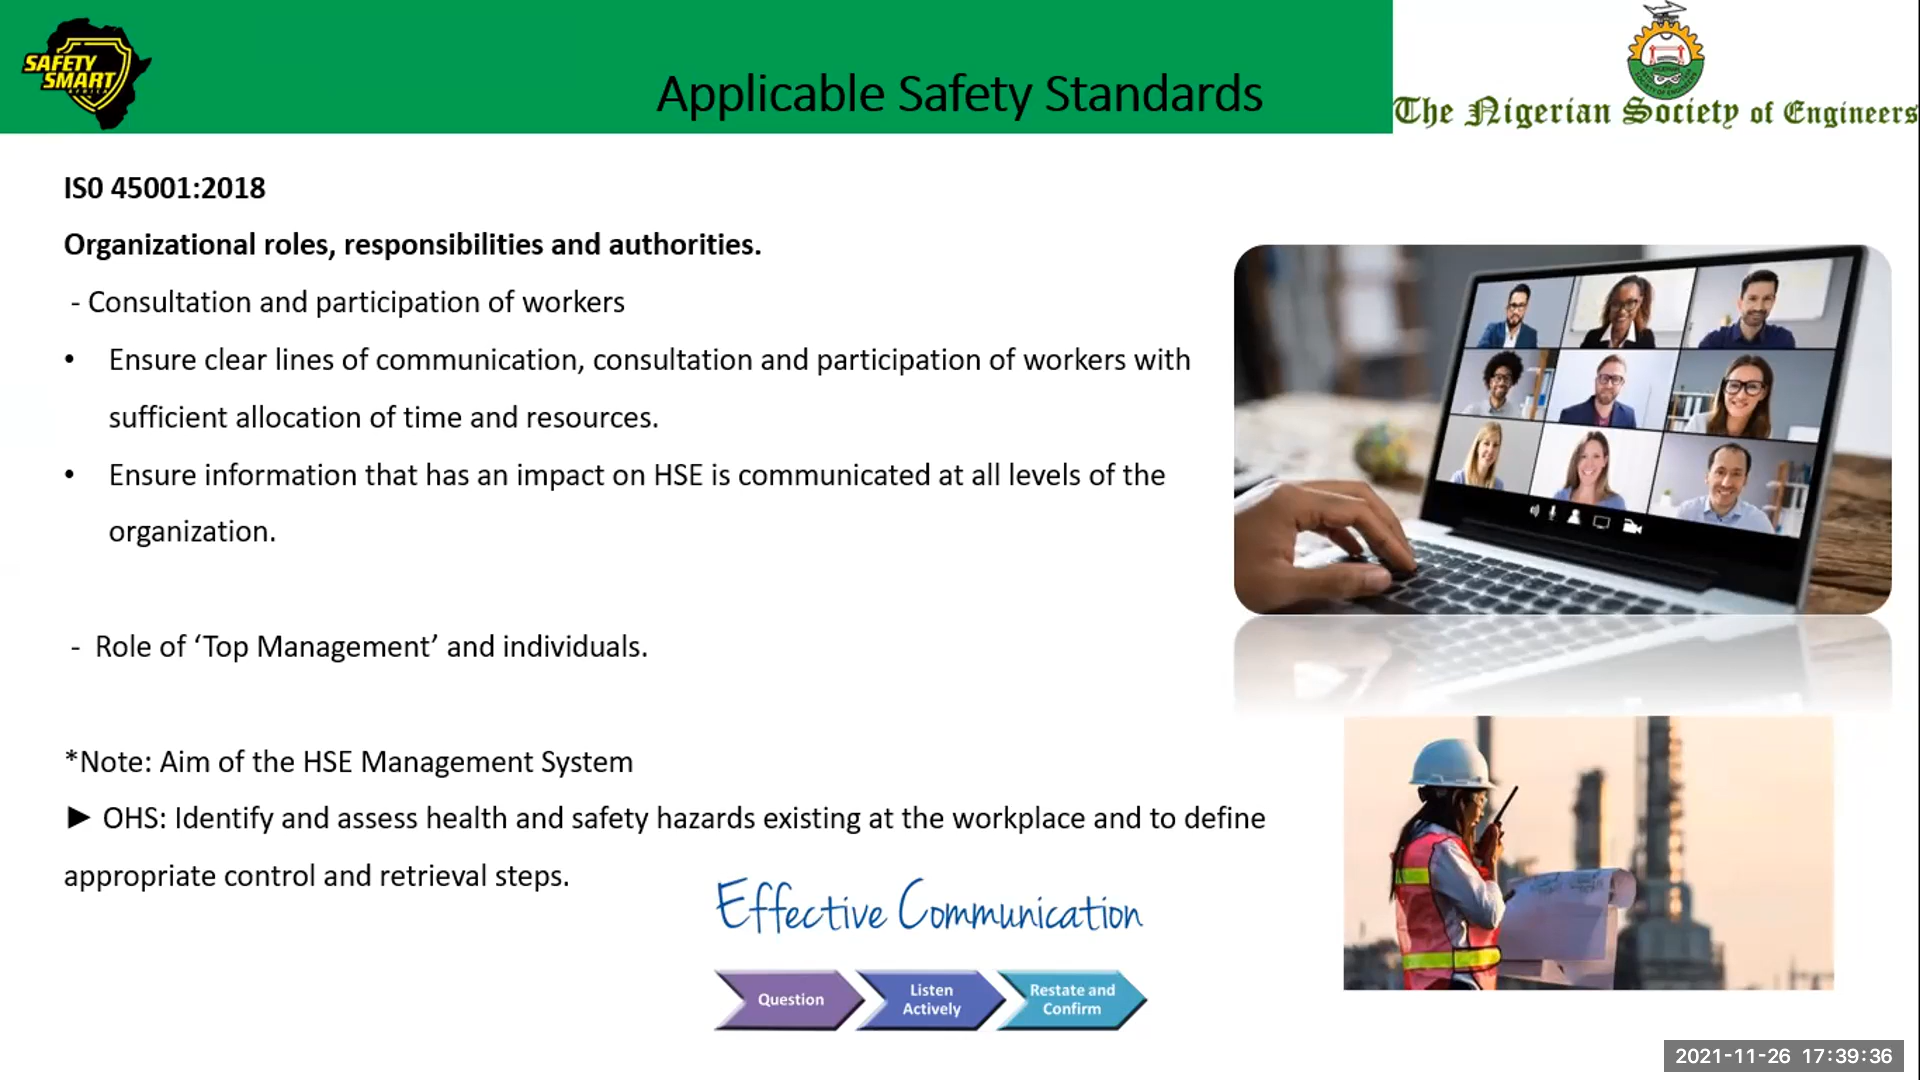 SAFETY
SMART
Applicable Safety Standards
The Nigerian Society of Engineers
IS0 45001:2018
Organizational roles, responsibilities and authorities.
- Consultation and participation of workers
• Ensure clear lines of communication, consultation and participation of workers with
sufficient allocation of time and resources.
• Ensure information that has an impact on HSE is communicated at all levels of the
organization.
- Role of ‘Top Management’ and individuals.
*Note: Aim of the HSE Management System
► OHS: Identify and assess health and safety hazards existing at the workplace and to define
appropriate control and retrieval steps.
Effective Communication
Question
Listen
Actively
Restate and
Confirm
2021-11-26 17:39:36